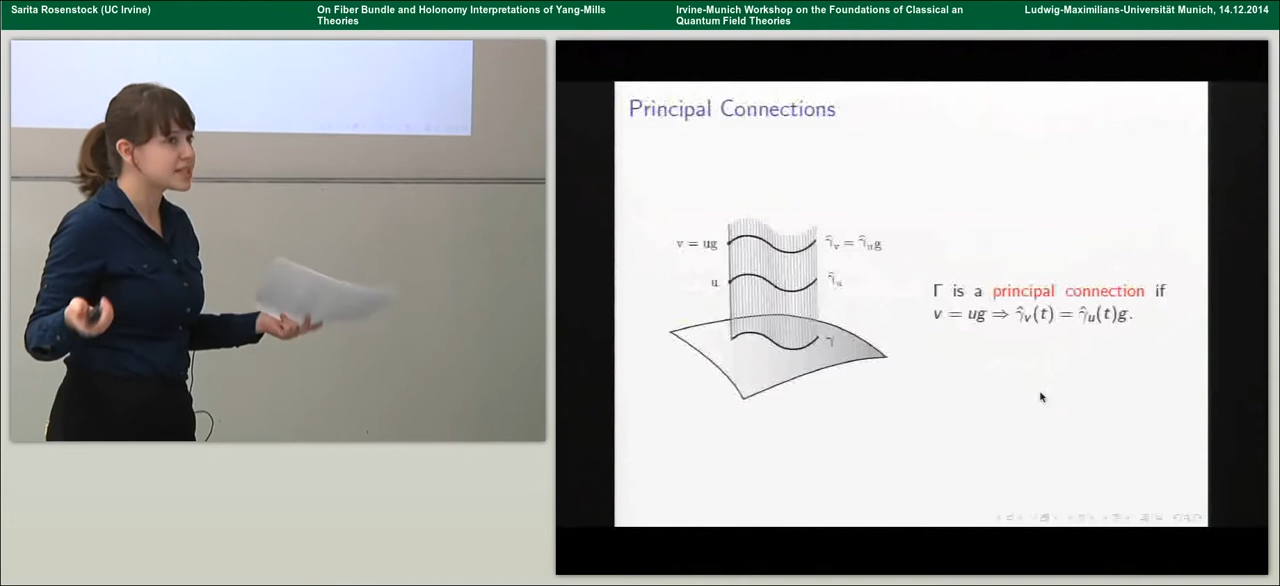 Sarita Rosenstock (UC Irvine)
On Fiber Bundle and Holonomy Interpretations of Yang-Mills
Theories
Irvine-Munich Workshop on the Foundations of Classical an
Quantum Field Theories
Ludwig-Maximilians-Universität Munich, 14.12.2014
Principal Connections
v = ug
γ̂ᵥ = γ̂ᵤg
u
γ̂ᵤ
γ
Γ is a principal connection if
v = ug ⇒ γ̂ᵥ(t) = γ̂ᵤ(t)g.